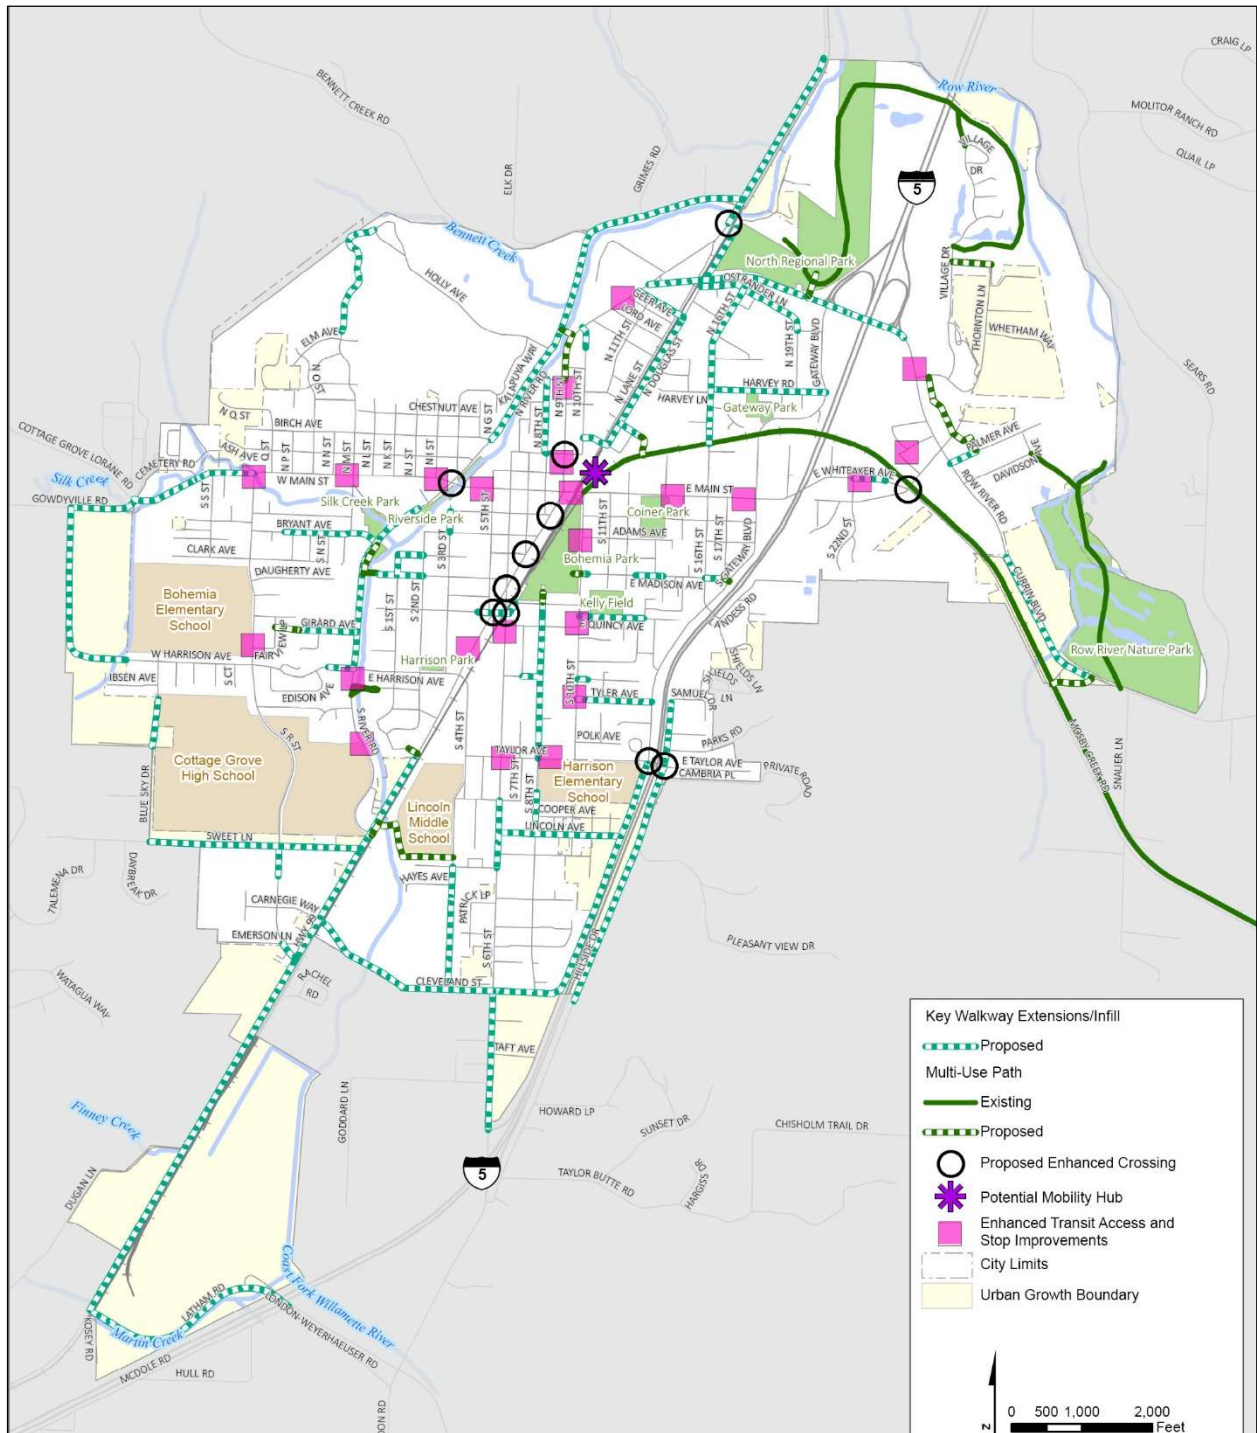 CRAIG LP
BENNETT CREEK RD
Row River
MOLITOR RANCH RD
QUAIL LP
VILLAGE
DR
ELK DR
GRIMES RD
5
Bennett Creek
HOLLY AVE
North Regional Park
VILLAGE DR
OSTRANDER LN
GEER AVE
LORD AVE
N 11TH ST
N 16TH ST
N 19TH ST
GATEWAY BLVD
THORNTON LN
WHETHAM WAY
ELM AVE
KALAPUYA WAY
N RIVER RD
N LANE ST
N DOUGLAS ST
SEARS RD
N 9TH ST
N 10TH ST
HARVEY RD
HARVEY LN
Gateway Park
CHESTNUT AVE
N G ST
N 8TH ST
N Q ST
BIRCH AVE
COTTAGE GROVE LORANE RD
CEMETERY RD
ASH AVE
Q ST
N P ST
N N ST
N M ST
N L ST
N K ST
N J ST
N I ST
PALMER AVE
DAVIDSON AVE
Silk Creek
GOWDYVILLE RD
W MAIN ST
E MAIN ST
E WHITEAKER AVE
ROW RIVER RD
S S ST
Silk Creek Park
Riverside Park
S 5TH ST
Coiner Park
BRYANT AVE
S N ST
S 3RD ST
S 11TH ST
ADAMS AVE
S 16TH ST
S 17TH ST
S GATEWAY BLVD
S 22ND ST
CLARK AVE
Bohemia Park
DAUGHERTY AVE
E MADISON AVE
CURRIN BLVD
Bohemia
Elementary
School
S 1ST ST
S 2ND ST
Kelly Field
LANDESS RD
GIRARD AVE
E QUINCY AVE
FAIR
VIEW PL
W HARRISON AVE
Harrison Park
SHIELDS LN
SHIELDS
Row River Nature Park
IBSEN AVE
S CT
E HARRISON AVE
EDISON AVE
S 10TH ST
TYLER AVE
SAMUEL
DR
LN
S R ST
S RIVER RD
S 4TH ST
POLK AVE
PARKS RD
MOSBY CREEK RD
SNAUER LN
Cottage Grove
High School
TAYLOR AVE
E TAYLOR AVE
CAMBRIA PL
PRIVATE ROAD
BLUE SKY DR
S 7TH ST
S 8TH ST
Harrison
Elementary
School
Lincoln
Middle
School
COOPER AVE
LINCOLN AVE
SWEET LN
TALEMENA DR
DAYBREAK DR
HAYES AVE
CARNEGIE WAY
PATRICK LP
EMERSON LN
HWY 99
S 6TH ST
HILLSIDE DR
PLEASANT VIEW DR
RACHEL
RD
CLEVELAND ST
WATAGUA WAY
TAFT AVE
GODDARD LN
HOWARD LP
Finney Creek
SUNSET DR
CHISHOLM TRAIL DR
5
DUGAN LN
TAYLOR BUTTE RD
HARGISS DR
Coast Fork Willamette River
LATHAM RD
LONDON-WEYERHAEUSER RD
Martin Creek
KOSEY RD
MCDOLE RD
HULL RD
DON RD
Key Walkway Extensions/Infill
Proposed
Multi-Use Path
Existing
Proposed
Proposed Enhanced Crossing
Potential Mobility Hub
Enhanced Transit Access and
Stop Improvements
City Limits
Urban Growth Boundary
N
0 500 1,000 2,000
Feet